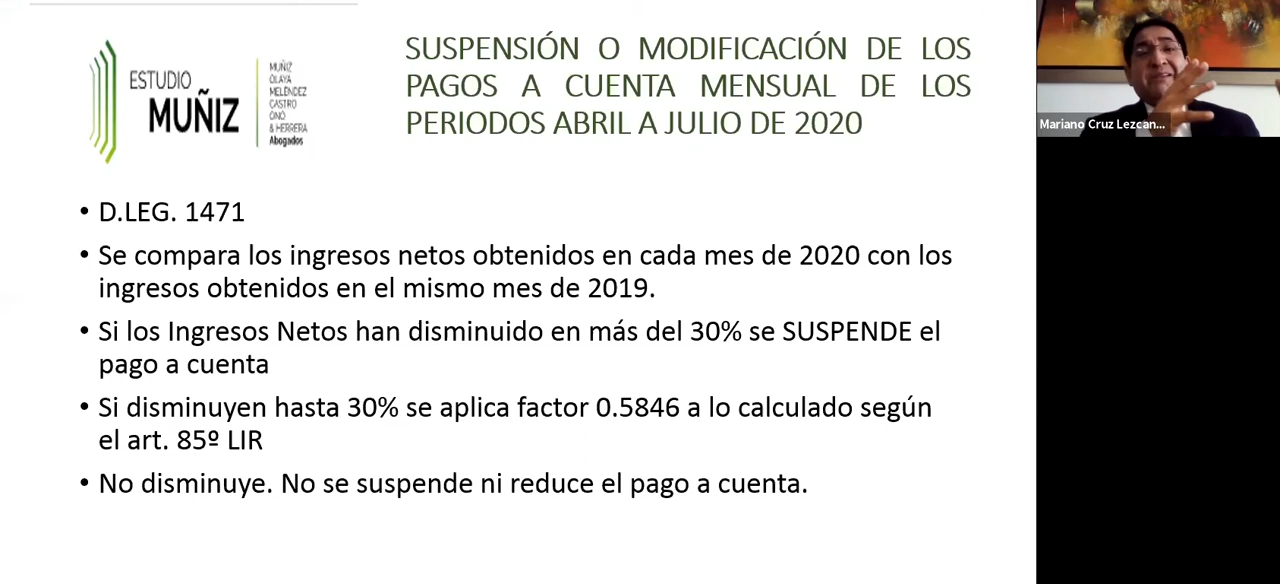 ESTUDIO
MUÑIZ
MUÑIZ
OLAYA
MELÉNDEZ
CASTRO
ONO
& HERRERA
Abogados
SUSPENSIÓN O MODIFICACIÓN DE LOS
PAGOS A CUENTA MENSUAL DE LOS
PERIODOS ABRIL A JULIO DE 2020
• D.LEG. 1471
• Se compara los ingresos netos obtenidos en cada mes de 2020 con los
ingresos obtenidos en el mismo mes de 2019.
• Si los Ingresos Netos han disminuido en más del 30% se SUSPENDE el
pago a cuenta
• Si disminuyen hasta 30% se aplica factor 0.5846 a lo calculado según
el art. 85º LIR
• No disminuye. No se suspende ni reduce el pago a cuenta.
Mariano Cruz Lezcan...